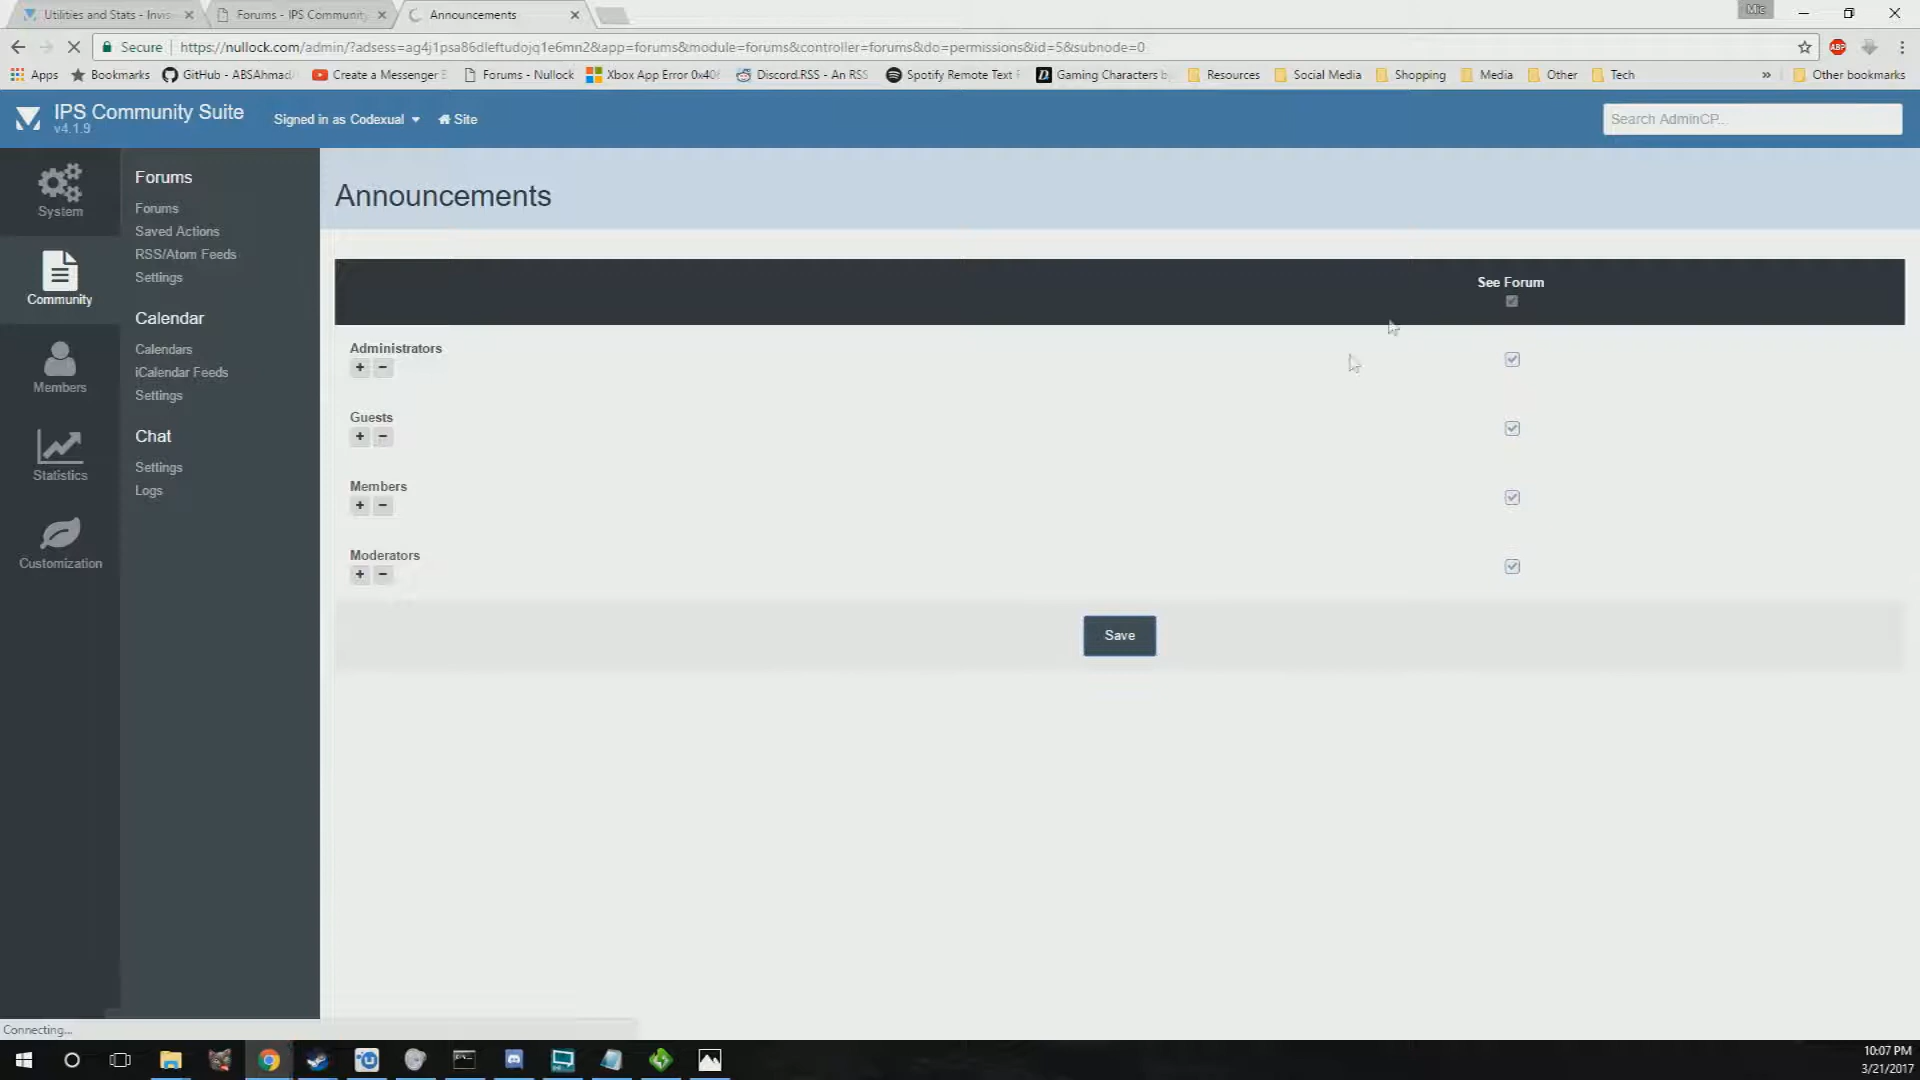 Utilities and Stats - Invis
Forums - IPS Community
Announcements
Mic
Secure
https://nullock.com/admin/?adsess=ag4j1psa86dleftudojq1e6mn2&app=forums&module=forums&controller=forums&do=permissions&id=5&subnode=0
ABP
Apps
Bookmarks
GitHub - ABSAhmad/
Create a Messenger
Forums - Nullock
Xbox App Error 0x40
Discord.RSS - An RSS
Spotify Remote Text
Gaming Characters b
Resources
Social Media
Shopping
Media
Other
Tech
»
Other bookmarks
IPS Community Suite
v4.1.9
Signed in as Codexual
Site
Search AdminCP...
System
Community
Members
Statistics
Customization
Forums
Forums
Saved Actions
RSS/Atom Feeds
Settings
Calendar
Calendars
iCalendar Feeds
Settings
Chat
Settings
Logs
Announcements
See Forum
Administrators
+ −
Guests
+ −
Members
+ −
Moderators
+ −
Save
Connecting...
10:07 PM
3/21/2017